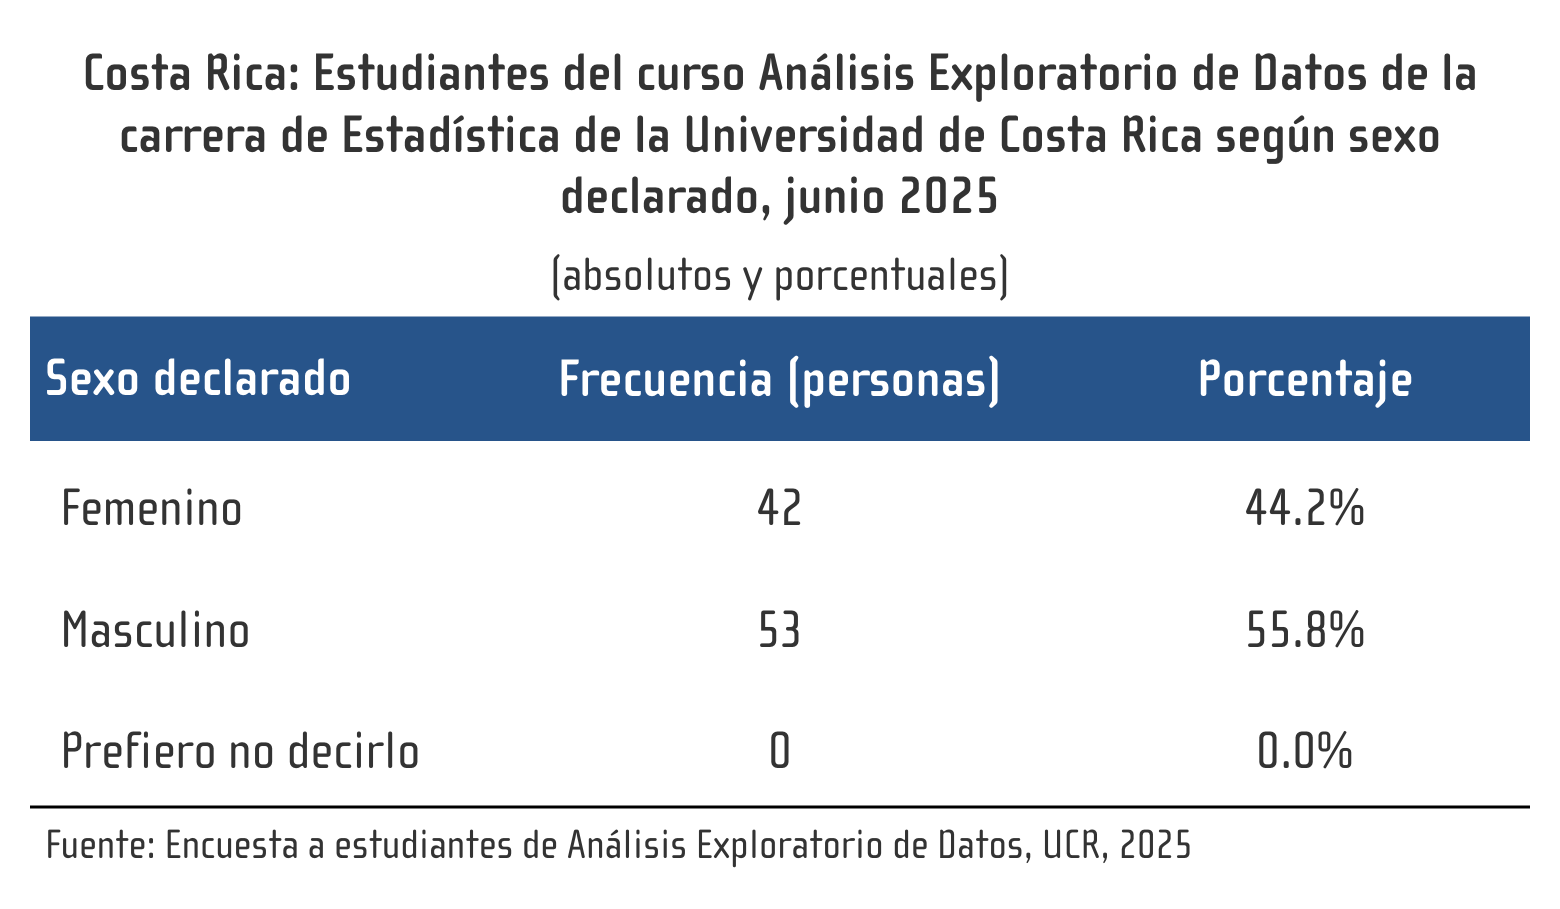 Costa Rica: Estudiantes del curso Análisis Exploratorio de Datos de la
carrera de Estadística de la Universidad de Costa Rica según sexo
declarado, junio 2025
(absolutos y porcentuales)
Sexo declarado Frecuencia (personas) Porcentaje
Femenino 42 44.2%
Masculino 53 55.8%
Prefiero no decirlo 0 0.0%
Fuente: Encuesta a estudiantes de Análisis Exploratorio de Datos, UCR, 2025